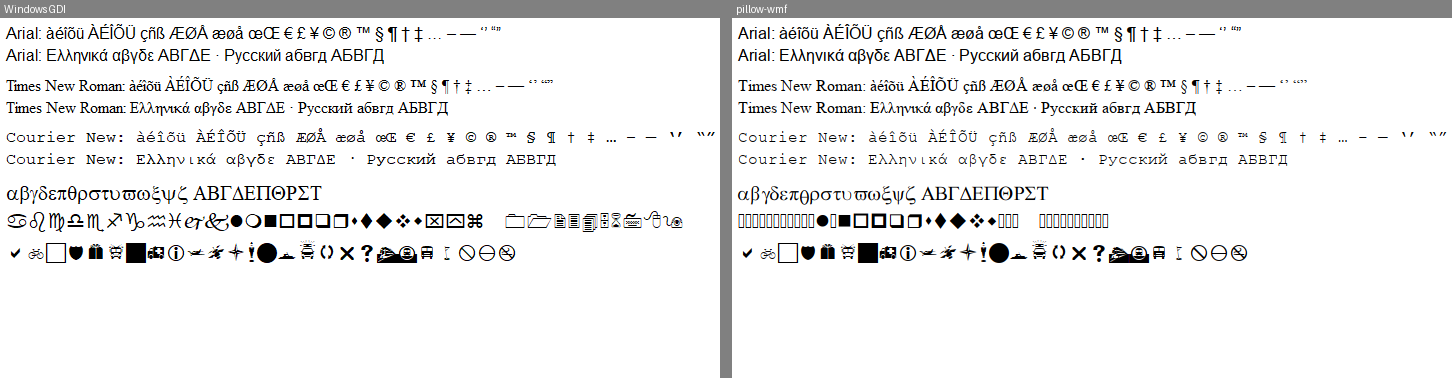 WindowsGDI
Arial: àéîõü ÀÉÎÕÜ çñß ÆØÅ æøå œŒ € £ ¥ © ® ™ § ¶ † ‡ … – — ‘’ “”
Arial: Ελληνικά αβγδε ΑΒΓΔΕ · Русский абвгд АБВГД
Times New Roman: àéîõü ÀÉÎÕÜ çñß ÆØÅ æøå œŒ € £ ¥ © ® ™ § ¶ † ‡ … – — ‘’ “”
Times New Roman: Ελληνικά αβγδε ΑΒΓΔΕ · Русский абвгд АБВГД
Courier New: àéîõü ÀÉÎÕÜ çñß ÆØÅ æøå œŒ € £ ¥ © ® ™ § ¶ † ‡ … – — ‘’ “”
Courier New: Ελληνικά αβγδε ΑΒΓΔΕ · Русский абвгд АБВГД
αβγδεπθρστυϖωξψζ ΑΒΓΔΕΠΘΡΣΤ
pillow-wmf
Arial: àéîõü ÀÉÎÕÜ çñß ÆØÅ æøå œŒ € £ ¥ © ® ™ § ¶ † ‡ … – — ‘’ “”
Arial: Ελληνικά αβγδε ΑΒΓΔΕ · Русский абвгд АБВГД
Times New Roman: àéîõü ÀÉÎÕÜ çñß ÆØÅ æøå œŒ € £ ¥ © ® ™ § ¶ † ‡ … – — ‘’ “”
Times New Roman: Ελληνικά αβγδε ΑΒΓΔΕ · Русский абвгд АБВГД
Courier New: àéîõü ÀÉÎÕÜ çñß ÆØÅ æøå œŒ € £ ¥ © ® ™ § ¶ † ‡ … – — ‘’ “”
Courier New: Ελληνικά αβγδε ΑΒΓΔΕ · Русский абвгд АБВГД
αβγδεπθρστυϖωξψζ ΑΒΓΔΕΠΘΡΣΤ